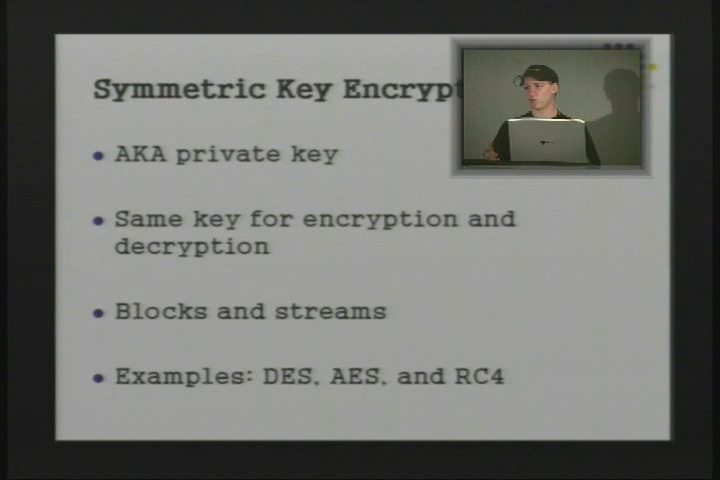 Symmetric Key Encrypt
• AKA private key
• Same key for encryption and
decryption
• Blocks and streams
• Examples: DES, AES, and RC4